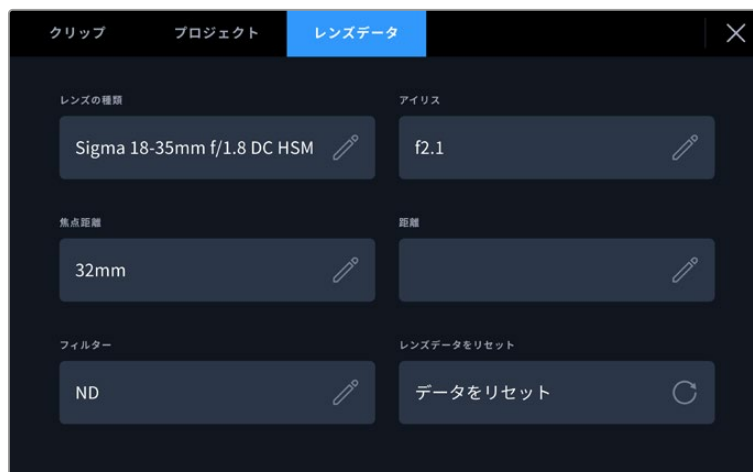 クリップ プロジェクト レンズデータ
レンズの種類 アイリス
Sigma 18-35mm f/1.8 DC HSM f2.1
焦点距離 距離
32mm
フィルター レンズデータをリセット
ND データをリセット